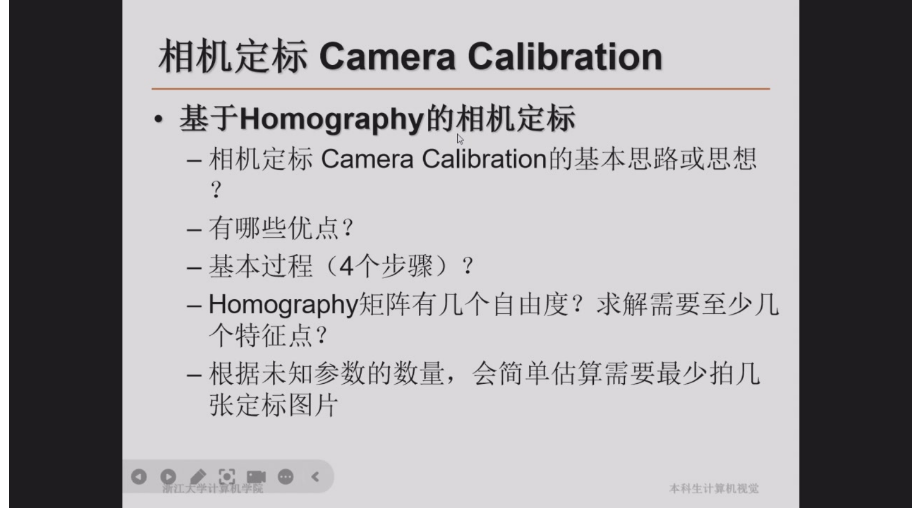 相机定标 Camera Calibration
• 基于Homography的相机定标
– 相机定标 Camera Calibration的基本思路或思想
？
– 有哪些优点？
– 基本过程（4个步骤）？
– Homography矩阵有几个自由度？求解需要至少几
个特征点？
– 根据未知参数的数量，会简单估算需要最少拍几
张定标图片
浙江大学计算机学院
本科生计算机视觉